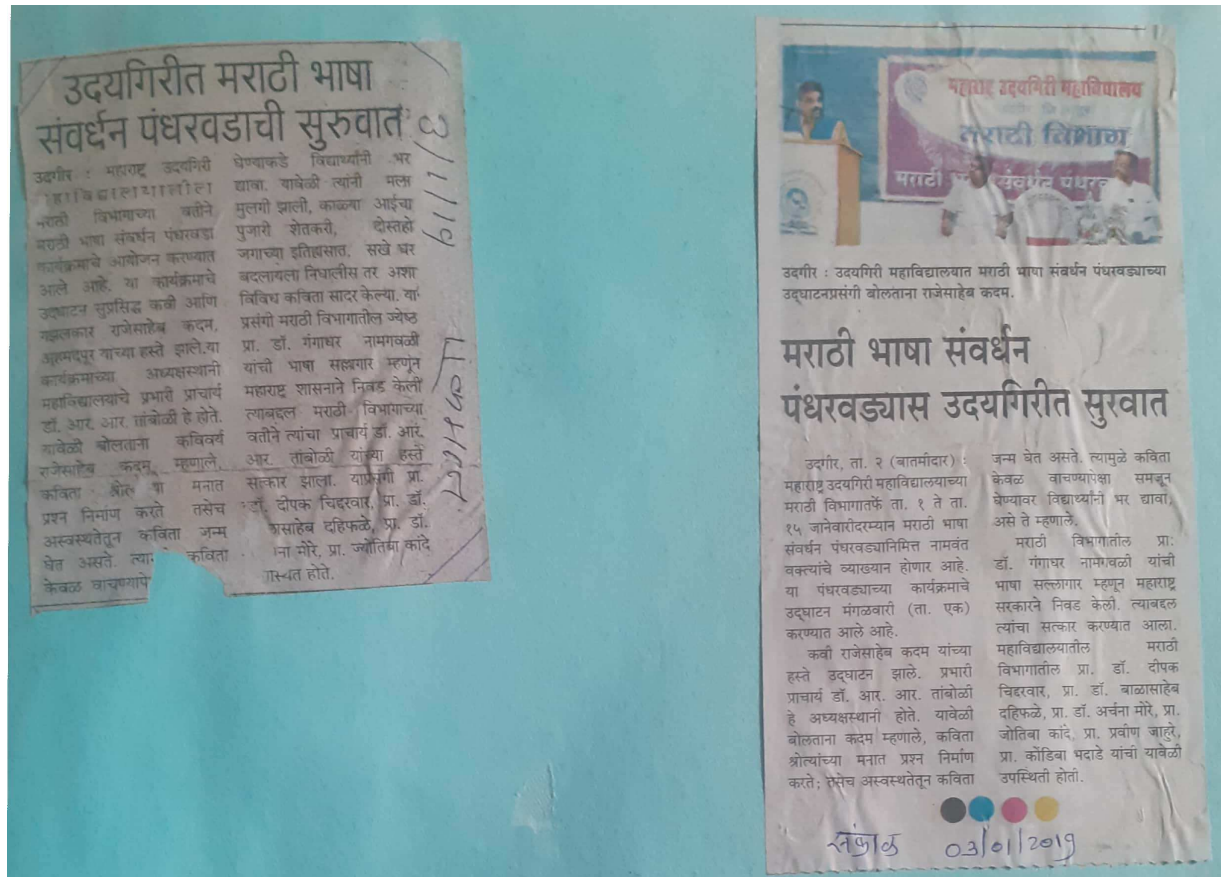 उदयगिरीत मराठी भाषा
संवर्धन पंधरवडाची सुरुवात
उदगीर : महाराष्ट्र उदयगिरी
महाविद्यालयातील
मराठी विभागाच्या वतीने
मराठी भाषा संवर्धन पंधरवडा
कार्यक्रमाचे आयोजन करण्यात
आले आहे. या कार्यक्रमाचे
उद्घाटन सुप्रसिद्ध कवी आणि
गझलकार राजेसाहेब कदम,
अहमदपूर यांच्या हस्ते झाले.या
कार्यक्रमाच्या अध्यक्षस्थानी
महाविद्यालयाचे प्रभारी प्राचार्य
डॉ. आर. आर. तांबोळी हे होते.
यावेळी बोलताना कविवर्य
राजेसाहेब कदम म्हणाले,
कविता मनात
प्रश्न निर्माण करते तसेच
अस्वस्थतेतून कविता जन्म
घेत असते. कविता
केवळ
घेण्याकडे विद्यार्थ्यांनी भर
द्यावा. यावेळी त्यांनी मला
मुलगी झाली, काळ्या आईचा
पुजारी शेतकरी, दोस्तहो
जगाच्या इतिहासात, सखे घर
बदलायला निघालीस तर अशा
विविध कविता सादर केल्या. या
प्रसंगी मराठी विभागातील ज्येष्ठ
प्रा. डॉ. गंगाधर नामगवळी
यांची भाषा सल्लागार म्हणून
महाराष्ट्र शासनाने निवड केली
त्याबद्दल मराठी विभागाच्या
वतीने त्यांचा प्राचार्य डॉ. आर.
आर. तांबोळी यांच्या हस्ते
सत्कार झाला. याप्रसंगी प्रा.
डॉ. दीपक चिद्दरवार, प्रा. डॉ.
दहिफळे, प्रा. डॉ.
मोरे, प्रा. ज्योतिबा कांदे
होते.
महाराष्ट्र उदयगिरी महाविद्यालय
मराठी विभाग
मराठी संवर्धन
उदगीर : उदयगिरी महाविद्यालयात मराठी भाषा संवर्धन पंधरवड्याच्या
उद्घाटनप्रसंगी बोलताना राजेसाहेब कदम.
मराठी भाषा संवर्धन
पंधरवड्यास उदयगिरीत सुरवात
उदगीर, ता. २ (बातमीदार) :
महाराष्ट्र उदयगिरी महाविद्यालयाच्या
मराठी विभागातर्फे ता. १ ते ता.
१५ जानेवारीदरम्यान मराठी भाषा
संवर्धन पंधरवड्यानिमित्त नामवंत
वक्त्यांचे व्याख्यान होणार आहे.
या पंधरवड्याच्या कार्यक्रमाचे
उद्घाटन मंगळवारी (ता. एक)
करण्यात आले आहे.
कवी राजेसाहेब कदम यांच्या
हस्ते उद्घाटन झाले. प्रभारी
प्राचार्य डॉ. आर. आर. तांबोळी
हे अध्यक्षस्थानी होते. यावेळी
बोलताना कदम म्हणाले, कविता
श्रोत्यांच्या मनात प्रश्न निर्माण
करते; तसेच अस्वस्थतेतून कविता
जन्म घेत असते. त्यामुळे कविता
केवळ वाचण्यापेक्षा समजून
घेण्यावर विद्यार्थ्यांनी भर द्यावा,
असे ते म्हणाले.
मराठी विभागातील प्रा.
डॉ. गंगाधर नामगवळी यांची
भाषा सल्लागार म्हणून महाराष्ट्र
सरकारने निवड केली. त्याबद्दल
त्यांचा सत्कार करण्यात आला.
महाविद्यालयातील मराठी
विभागातील प्रा. डॉ. दीपक
चिद्दरवार, प्रा. डॉ. बाळासाहेब
दहिफळे, प्रा. डॉ. अर्चना मोरे, प्रा.
जोतिबा कांदे, प्रा. प्रवीण जाहुरे,
प्रा. कोंडिबा भदाडे यांची यावेळी
उपस्थिती होती.
सकाळ 03/01/2019